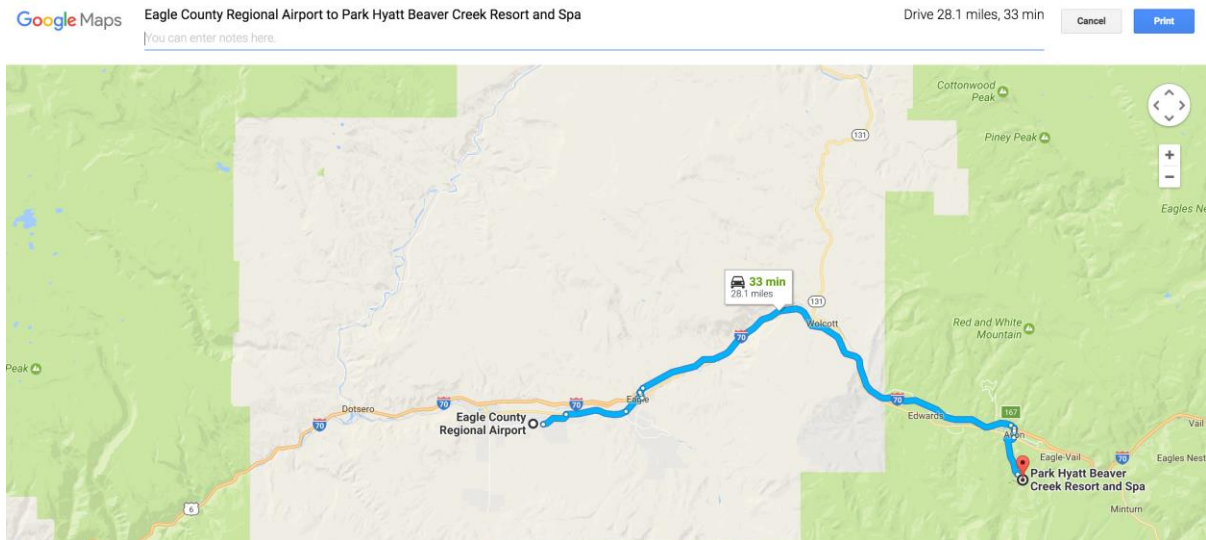 Google Maps
Eagle County Regional Airport to Park Hyatt Beaver Creek Resort and Spa
Drive 28.1 miles, 33 min
Cancel
Print
You can enter notes here.
Cottonwood
Peak
131
Piney Peak
Eagles Ne
33 min
28.1 miles
131
Wolcott
70
Red and White
Mountain
Peak
Dotsero
70
70
Eagle
70
Eagle County
Regional Airport
70
Edwards
167
Avon
Vail
Eagle-Vail
70
Eagles Nest
Park Hyatt Beaver
Creek Resort and Spa
Minturn
6